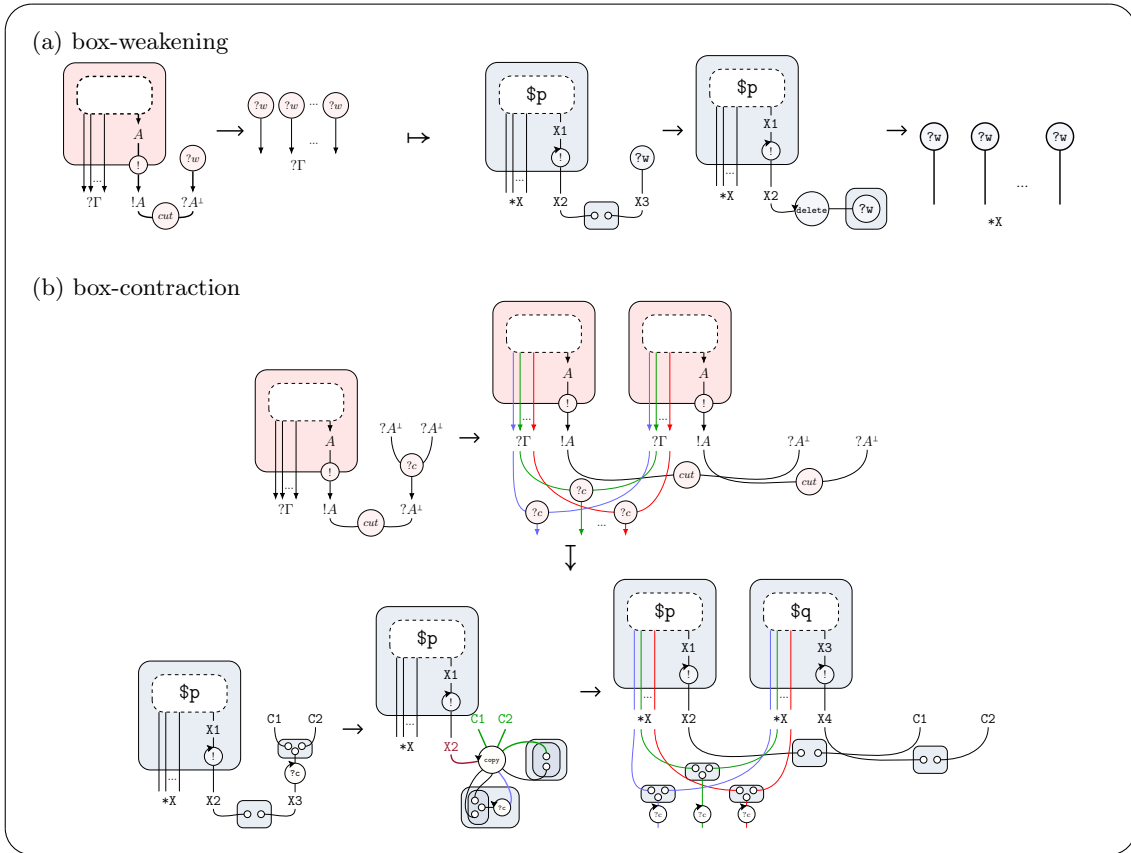 (a) box-weakening
?w ?w ... ?w
$p
$p
?w ?w ?w
A
X1
X1
!
?w
...
!
?w
!
...
...
...
...
?Γ
?Γ
!A
?A⊥
*X
X2
X3
*X
X2
delete
?w
...
cut
*X
(b) box-contraction
A
A
!
!
...
...
?A⊥ ?A⊥
?Γ
!A
?Γ
!A
?A⊥
?A⊥
A
?c
!
cut
cut
...
?c
?Γ
!A
?A⊥
?c
...
?c
cut
$p
$q
$p
X1
X3
$p
X1
!
!
!
...
...
C1 C2
C1 C2
*X
X2
*X
X4
C1
C2
X1
...
*X
X2
!
copy
?c
...
*X
X2
X3
?c
?c
?c
?c